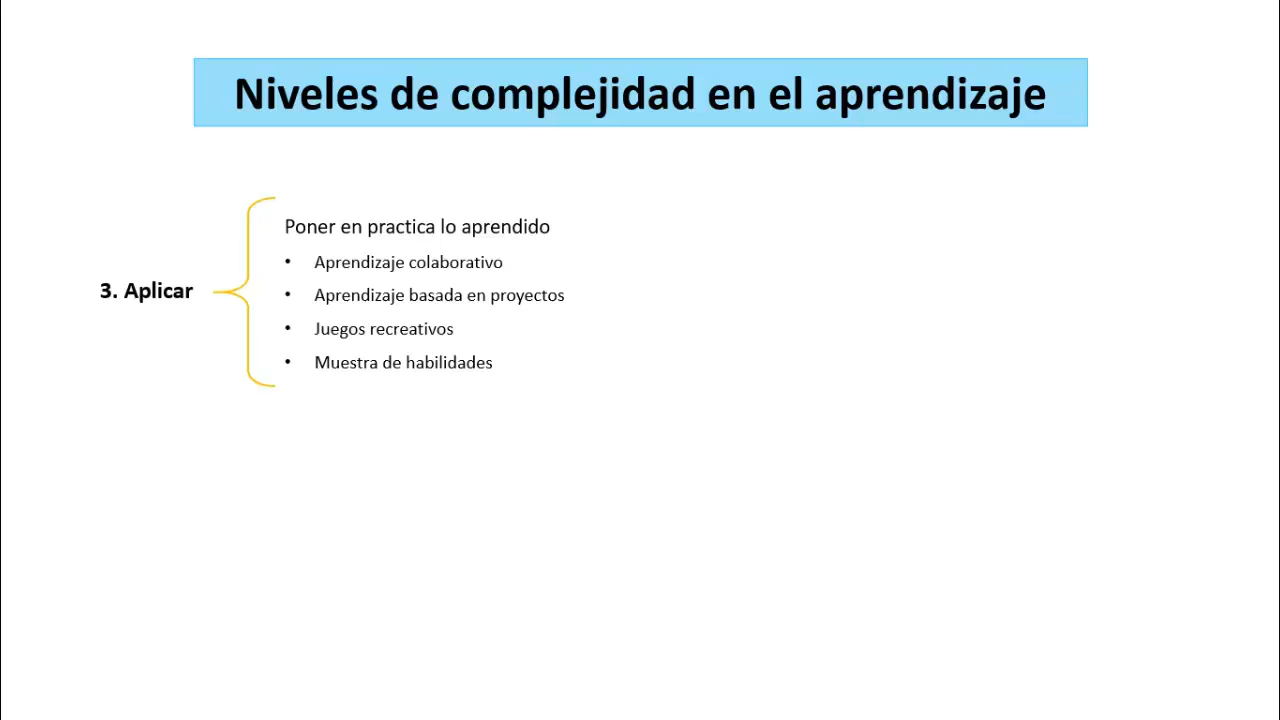 Niveles de complejidad en el aprendizaje
3. Aplicar
Poner en practica lo aprendido
• Aprendizaje colaborativo
• Aprendizaje basada en proyectos
• Juegos recreativos
• Muestra de habilidades